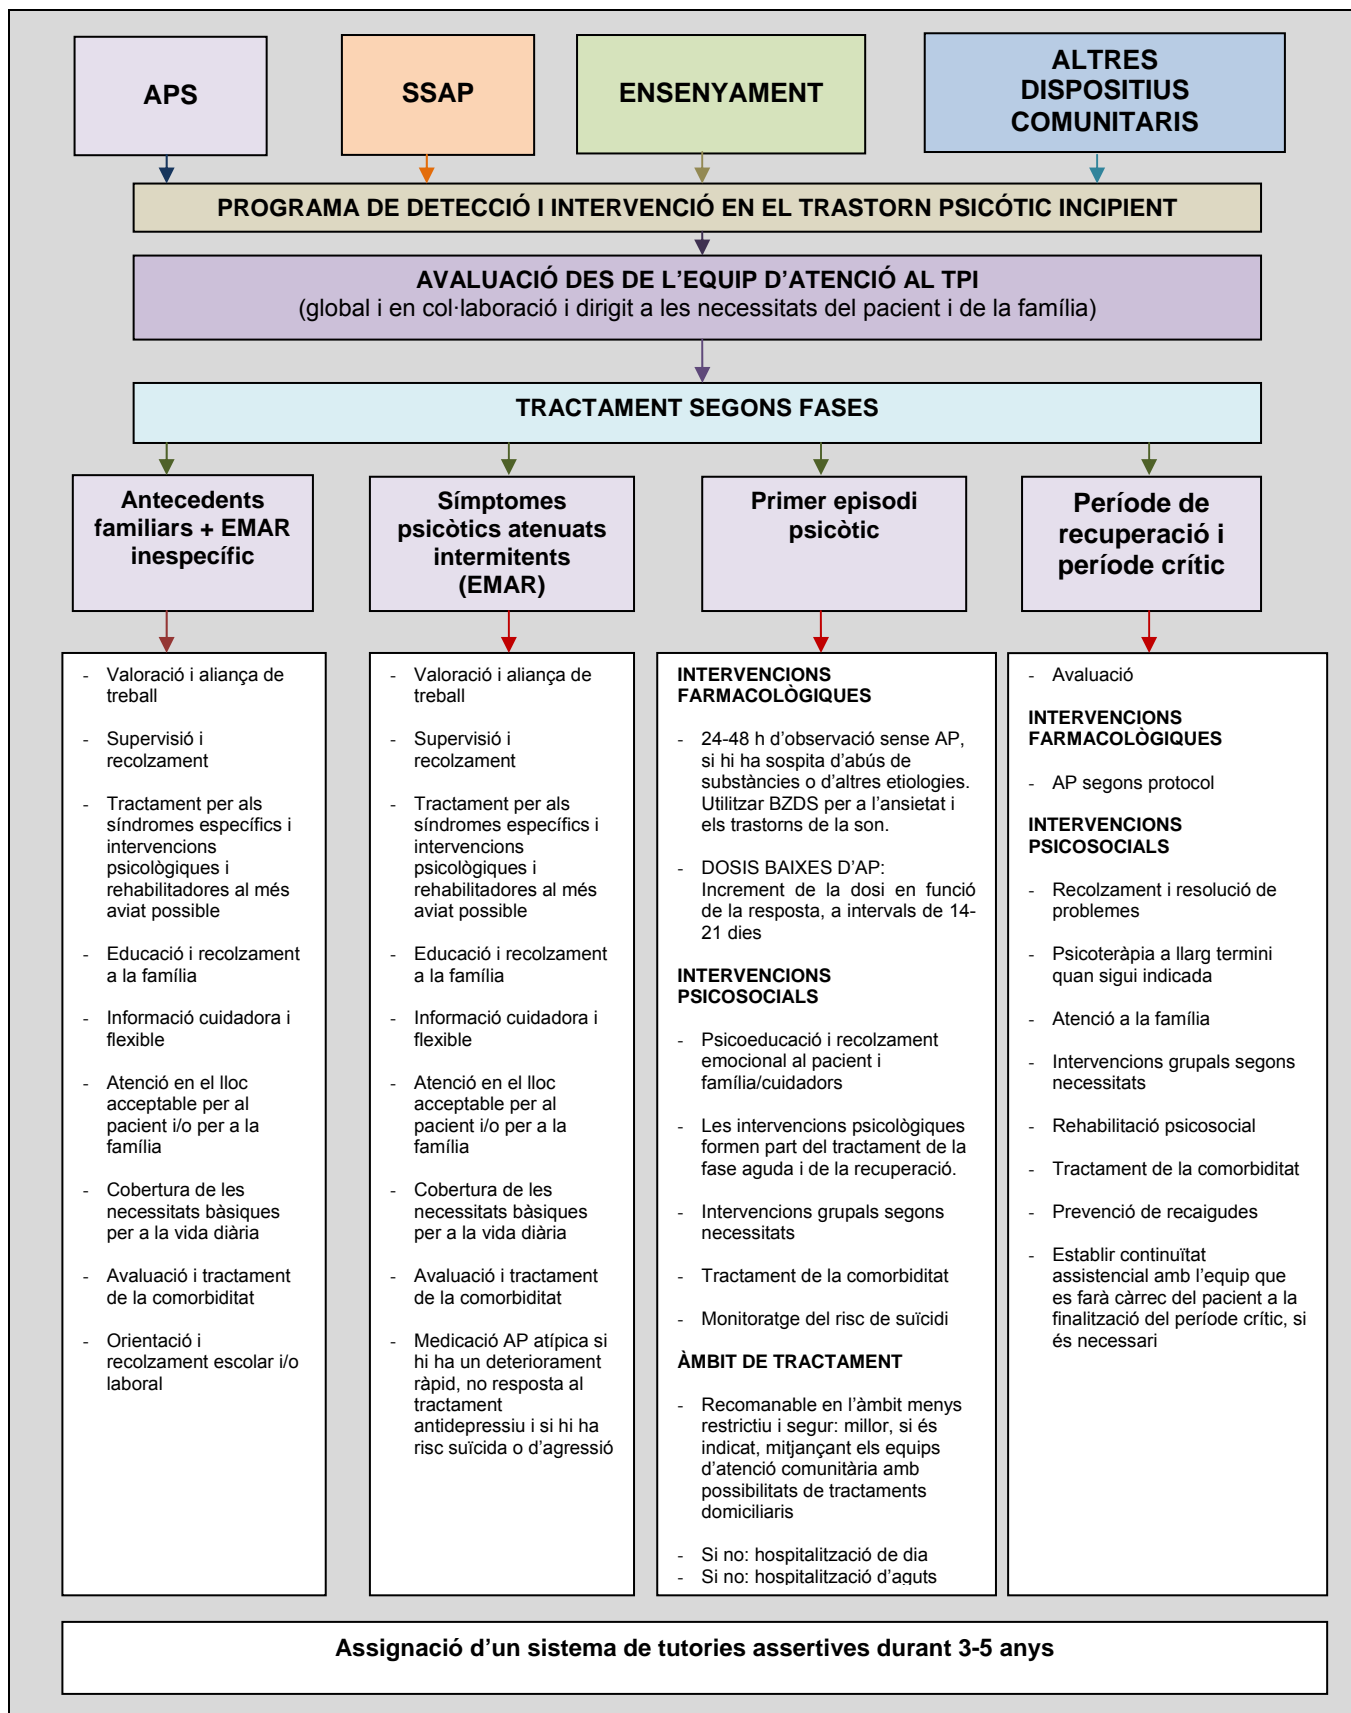 APS
SSAP
ENSENYAMENT
ALTRES
DISPOSITIUS
COMUNITARIS
PROGRAMA DE DETECCIÓ I INTERVENCIÓ EN EL TRASTORN PSICÓTIC INCIPIENT
AVALUACIÓ DES DE L’EQUIP D’ATENCIÓ AL TPI
(global i en col·laboració i dirigit a les necessitats del pacient i de la família)
TRACTAMENT SEGONS FASES
Antecedents
familiars + EMAR
inespecífic
Símptomes
psicòtics atenuats
intermitents
(EMAR)
Primer episodi
psicòtic
Període de
recuperació i
període crític
- Valoració i aliança de
treball
- Supervisió i
recolzament
- Tractament per als
síndromes específics i
intervencions
psicològiques i
rehabilitadores al més
aviat possible
- Educació i recolzament
a la família
- Informació cuidadora i
flexible
- Atenció en el lloc
acceptable per al
pacient i/o per a la
família
- Cobertura de les
necessitats bàsiques
per a la vida diària
- Avaluació i tractament
de la comorbiditat
- Orientació i
recolzament escolar i/o
laboral
- Valoració i aliança de
treball
- Supervisió i
recolzament
- Tractament per als
síndromes específics i
intervencions
psicològiques i
rehabilitadores al més
aviat possible
- Educació i recolzament
a la família
- Informació cuidadora i
flexible
- Atenció en el lloc
acceptable per al
pacient i/o per a la
família
- Cobertura de les
necessitats bàsiques
per a la vida diària
- Avaluació i tractament
de la comorbiditat
- Medicació AP atípica si
hi ha un deteriorament
ràpid, no resposta al
tractament
antidepressiu i si hi ha
risc suïcida o d’agressió
INTERVENCIONS
FARMACOLÒGIQUES
- 24-48 h d’observació sense AP,
si hi ha sospita d’abús de
substàncies o d’altres etiologies.
Utilitzar BZDS per a l’ansietat i
els trastorns de la son.
- DOSIS BAIXES D’AP:
Increment de la dosi en funció
de la resposta, a intervals de 14-
21 dies
INTERVENCIONS
PSICOSOCIALS
- Psicoeducació i recolzament
emocional al pacient i
família/cuidadors
- Les intervencions psicològiques
formen part del tractament de la
fase aguda i de la recuperació.
- Intervencions grupals segons
necessitats
- Tractament de la comorbiditat
- Monitoratge del risc de suïcidi
ÀMBIT DE TRACTAMENT
- Recomanable en l’àmbit menys
restrictiu i segur: millor, si és
indicat, mitjançant els equips
d’atenció comunitària amb
possibilitats de tractaments
domiciliaris
- Si no: hospitalització de dia
- Si no: hospitalització d’aguts
- Avaluació
INTERVENCIONS
FARMACOLÒGIQUES
- AP segons protocol
INTERVENCIONS
PSICOSOCIALS
- Recolzament i resolució de
problemes
- Psicoteràpia a llarg termini
quan sigui indicada
- Atenció a la família
- Intervencions grupals segons
necessitats
- Rehabilitació psicosocial
- Tractament de la comorbiditat
- Prevenció de recaigudes
- Establir continuïtat
assistencial amb l’equip que
es farà càrrec del pacient a la
finalització del període crític, si
és necessari
Assignació d’un sistema de tutories assertives durant 3-5 anys